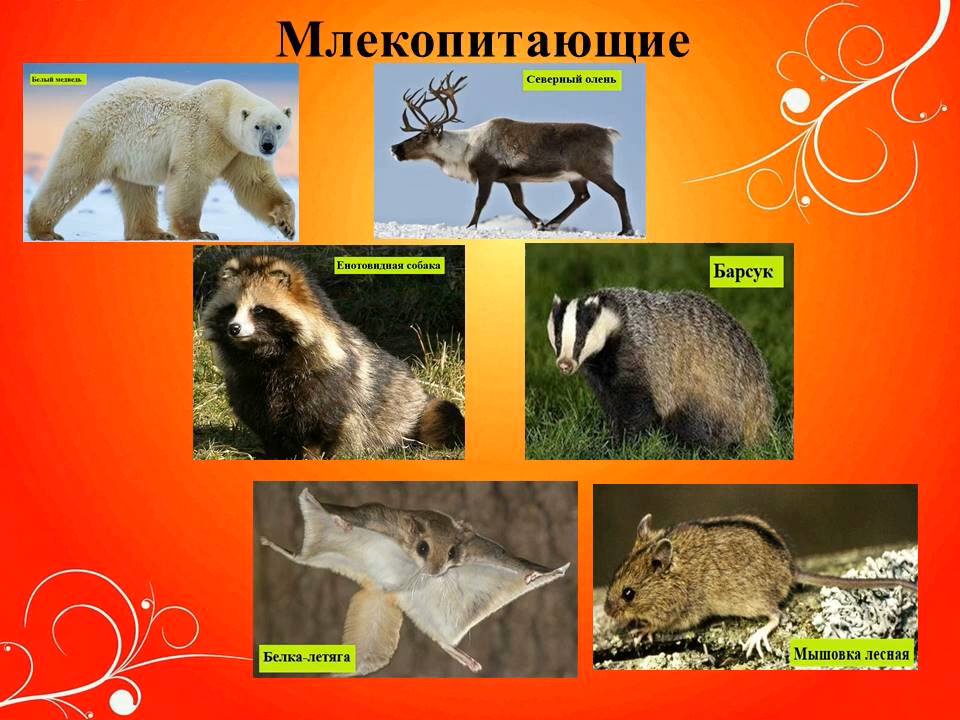 Млекопитающие
Белый медведь
Северный олень
Енотовидная собака
Барсук
Белка-летяга
Мышовка лесная